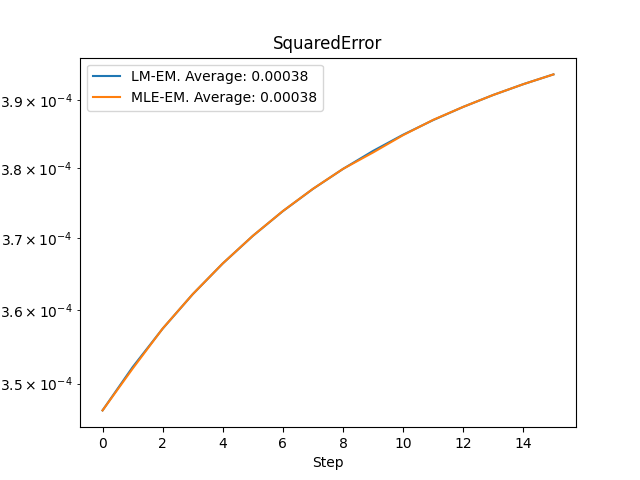 SquaredError
LM-EM. Average: 0.00038
MLE-EM. Average: 0.00038
3.9 × 10⁻⁴
3.8 × 10⁻⁴
3.7 × 10⁻⁴
3.6 × 10⁻⁴
3.5 × 10⁻⁴
0 2 4 6 8 10 12 14
Step